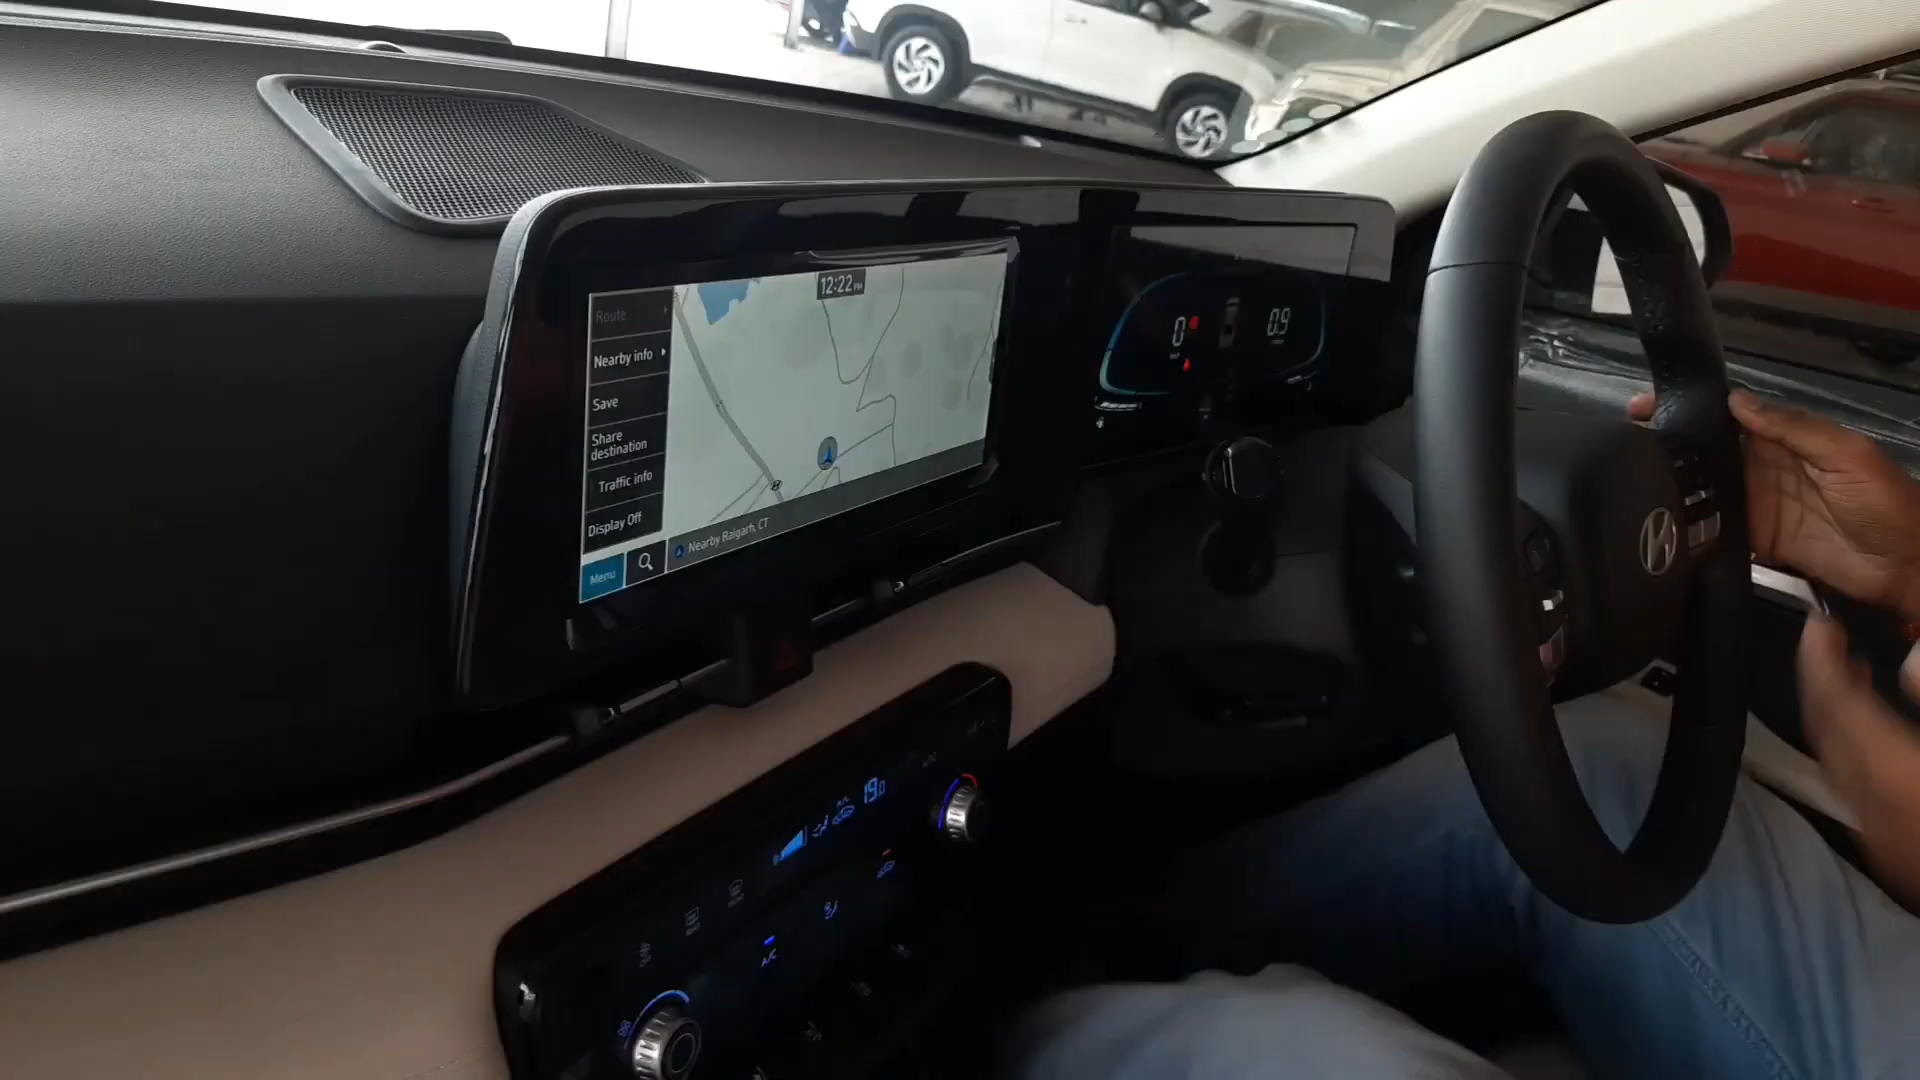 12:22 PM
Route
Nearby info
Save
Share
destination
Traffic info
Display Off
Menu
Nearby Raigarh, CT
0
0.9
19.0
A/C